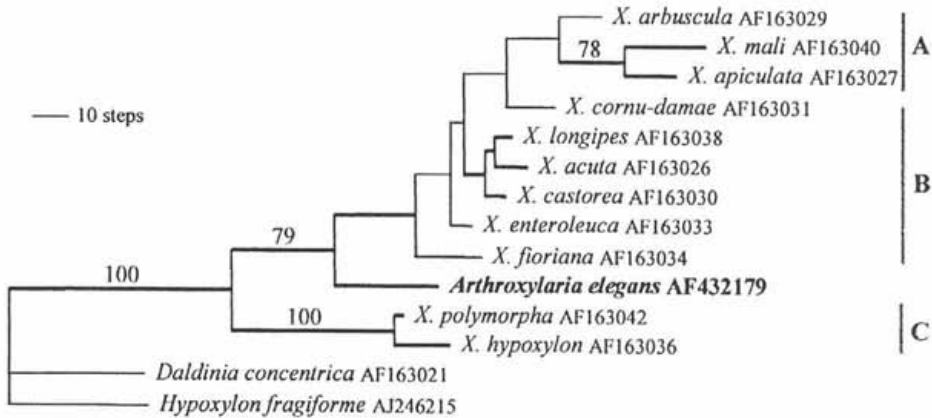 X. arbuscula AF163029
78
X. mali AF163040
A
X. apiculata AF163027
10 steps
X. cornu-damae AF163031
X. longipes AF163038
X. acuta AF163026
B
X. castorea AF163030
X. enteroleuca AF163033
79
X. fioriana AF163034
100
Arthroxylaria elegans AF432179
100
X. polymorpha AF163042
C
X. hypoxylon AF163036
Daldinia concentrica AF163021
Hypoxylon fragiforme AJ246215